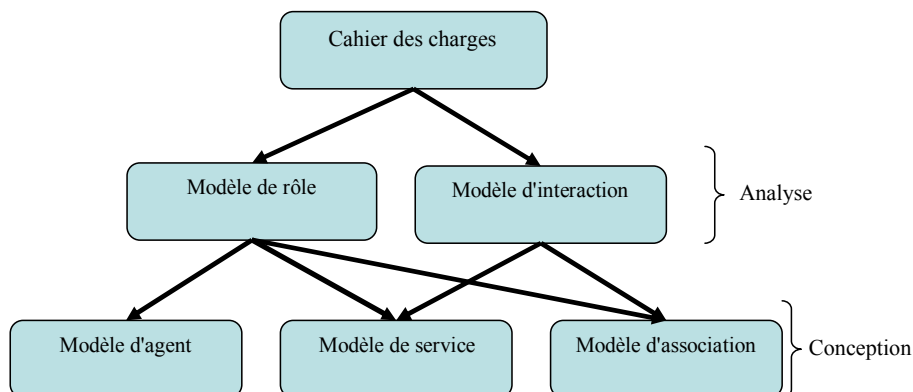 Cahier des charges
Modèle de rôle
Modèle d'interaction
Analyse
Modèle d'agent
Modèle de service
Modèle d'association
Conception